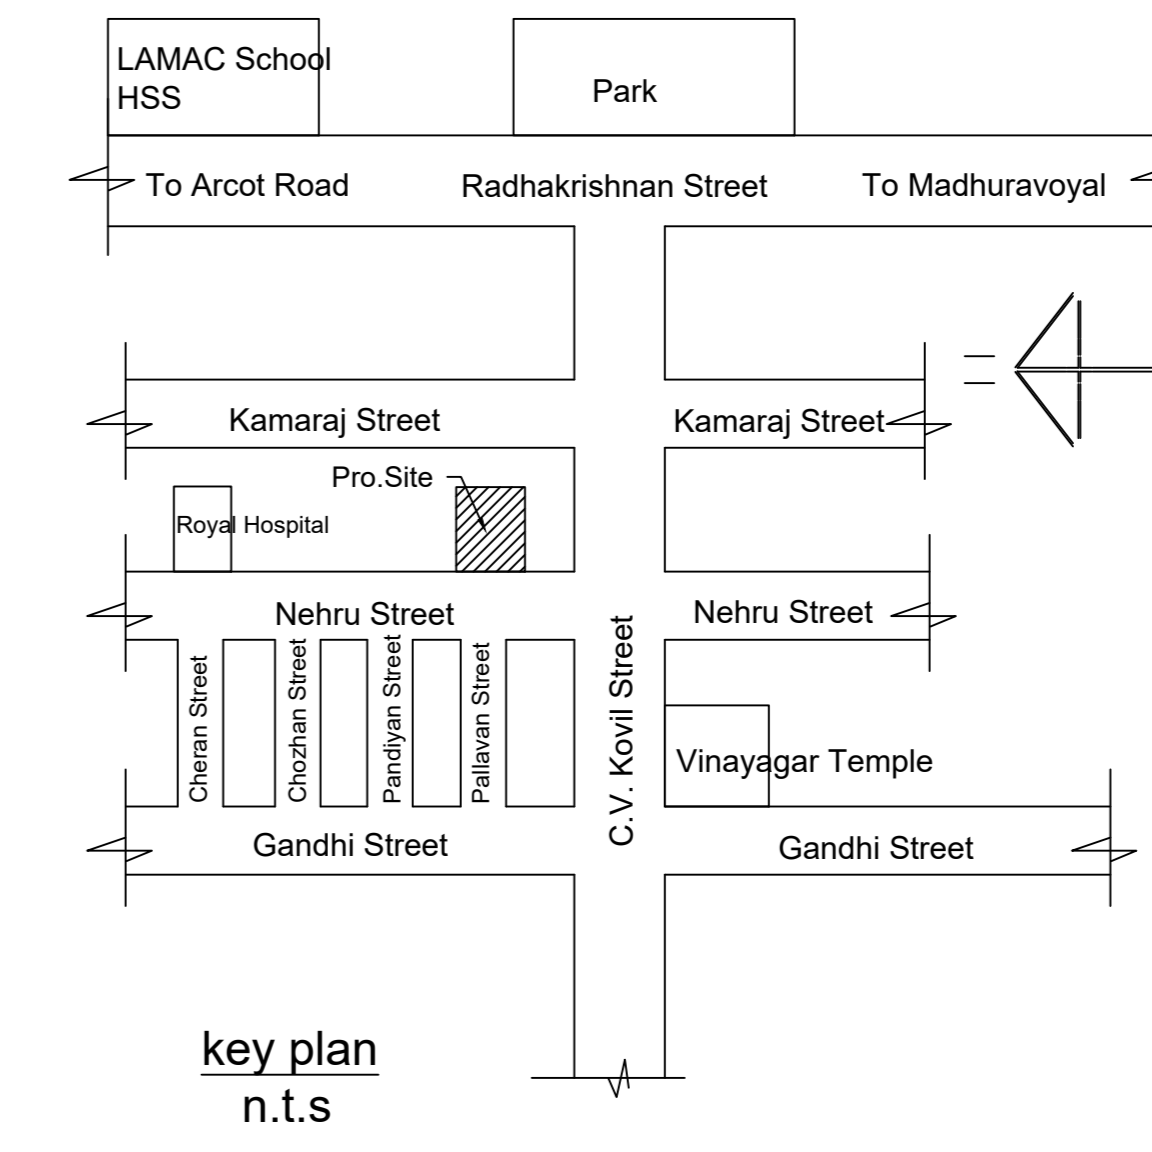 LAMAC School
HSS
Park
To Arcot Road
Radhakrishnan Street
To Madhuravoyal
Kamaraj Street
Kamaraj Street
Pro.Site
Royal Hospital
Nehru Street
Nehru Street
Cheran Street
Chozhan Street
Pandiyan Street
Pallavan Street
C.V. Kovil Street
Vinayagar Temple
Gandhi Street
Gandhi Street
key plan
n.t.s